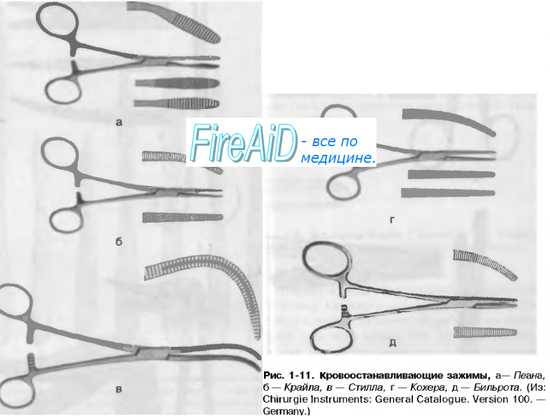 а
FireAiD - все по
медицине.
б
г
в
д
Рис. 1-11. Кровоостанавливающие зажимы, а— Пеана,
б — Крайла, в — Стилла, г — Кохера, д — Бильрота. (Из:
Chirurgie Instruments: General Catalogue. Version 100. —
Germany.)